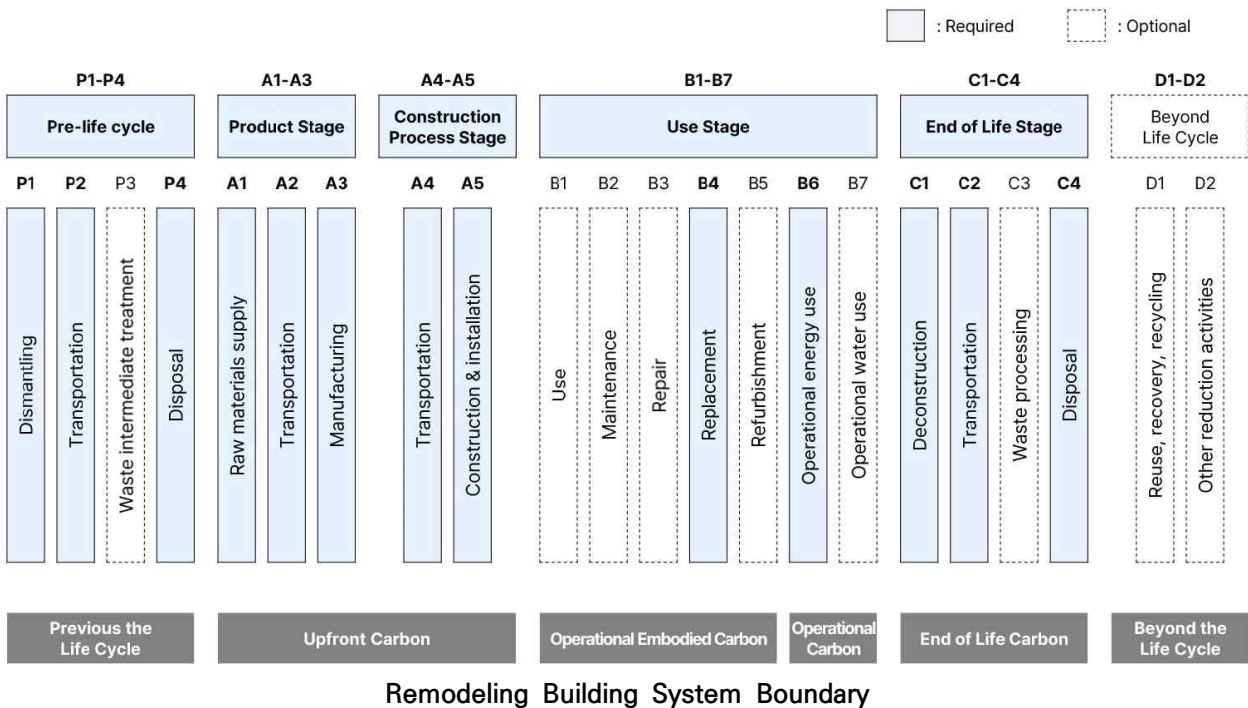 : Required : Optional
P1-P4 A1-A3 A4-A5 B1-B7 C1-C4 D1-D2
Pre-life cycle
Product Stage
Construction
Process Stage
Use Stage
End of Life Stage
Beyond
Life Cycle
P1 P2 P3 P4 A1 A2 A3 A4 A5 B1 B2 B3 B4 B5 B6 B7 C1 C2 C3 C4 D1 D2
Dismantling
Transportation
Waste intermediate treatment
Disposal
Raw materials supply
Transportation
Manufacturing
Transportation
Construction & installation
Use
Maintenance
Repair
Replacement
Refurbishment
Operational energy use
Operational water use
Deconstruction
Transportation
Waste processing
Disposal
Reuse, recovery, recycling
Other reduction activities
Previous the
Life Cycle
Upfront Carbon
Operational Embodied Carbon
Operational
Carbon
End of Life Carbon
Beyond the
Life Cycle
Remodeling Building System Boundary